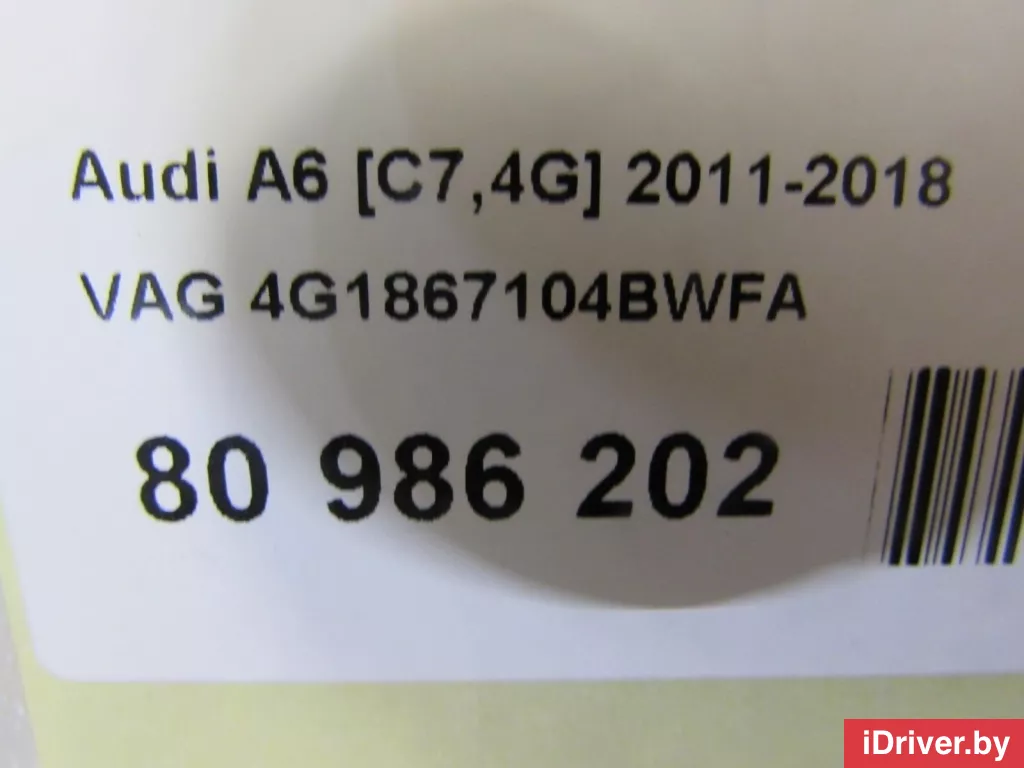 Audi A6 [C7,4G] 2011-2018
VAG 4G1867104BWFA
80 986 202
iDriver.by